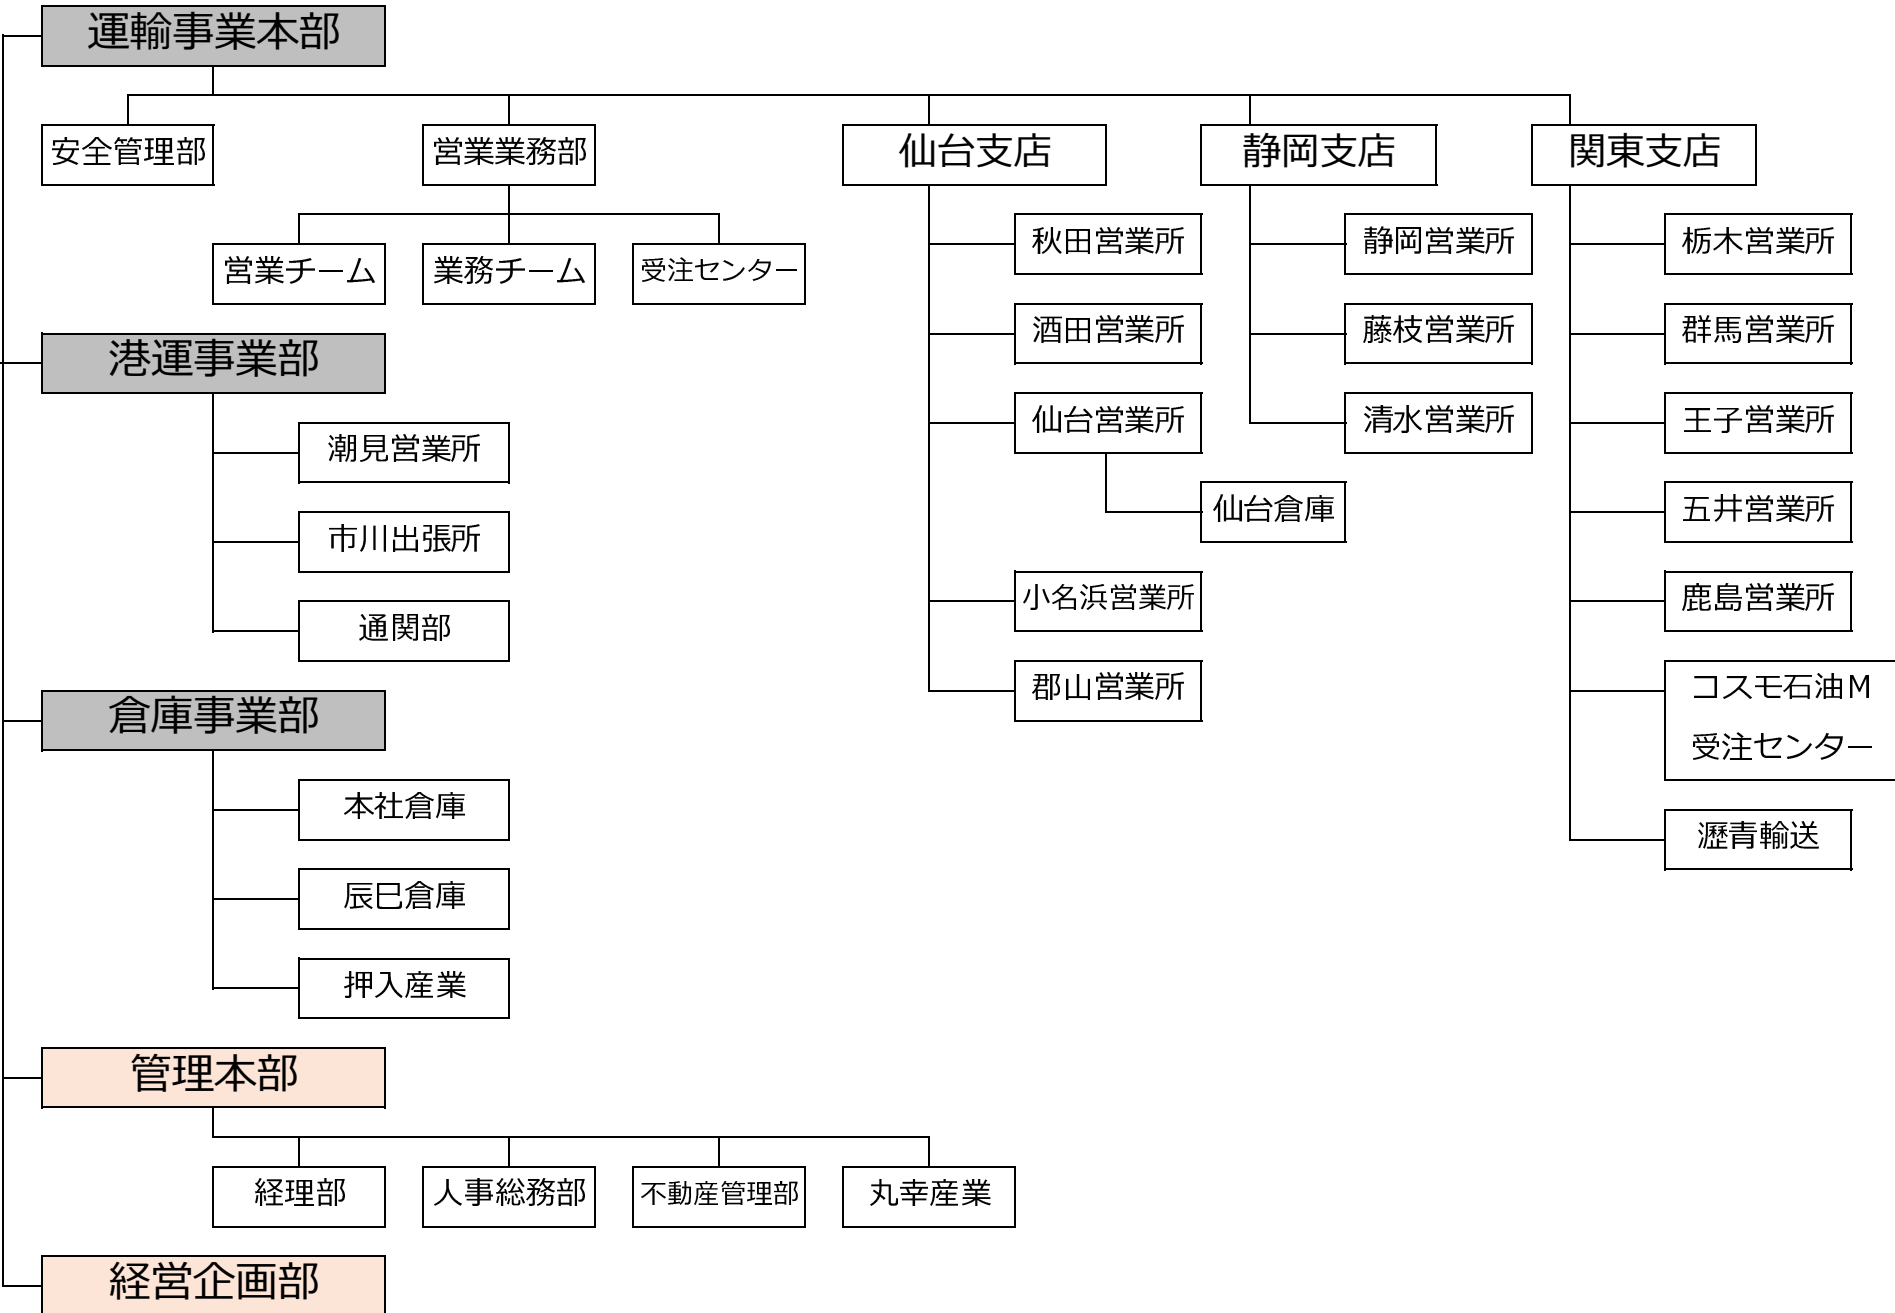 運輸事業本部
安全管理部
営業業務部
仙台支店
静岡支店
関東支店
秋田営業所
静岡営業所
栃木営業所
営業チーム
業務チーム
受注センター
酒田営業所
藤枝営業所
群馬営業所
港運事業部
仙台営業所
清水営業所
王子営業所
潮見営業所
仙台倉庫
五井営業所
市川出張所
小名浜営業所
鹿島営業所
通関部
郡山営業所
コスモ石油M
受注センター
倉庫事業部
本社倉庫
瀝青輸送
辰巳倉庫
押入産業
管理本部
経理部
人事総務部
不動産管理部
丸幸産業
経営企画部